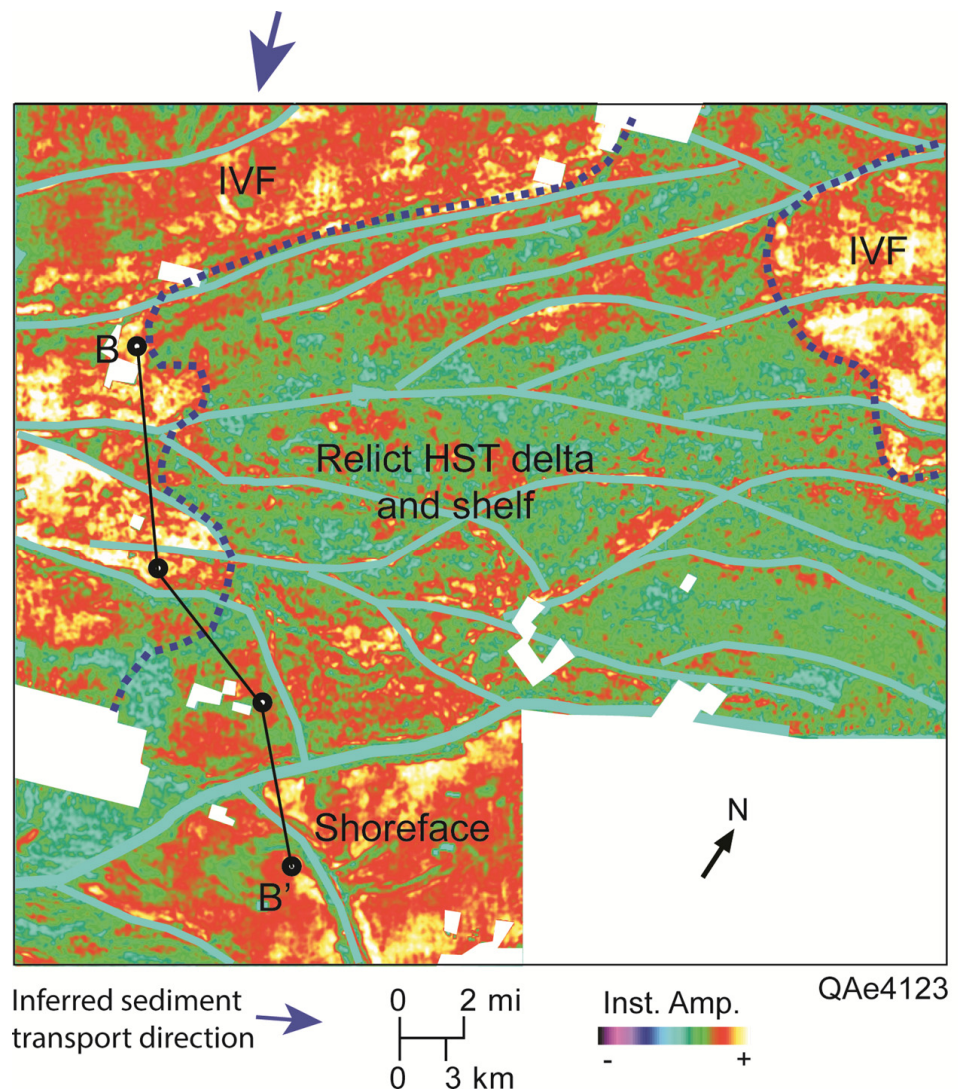 IVF
IVF
B
Relict HST delta
and shelf
Shoreface
N
B’
QAe4123
Inferred sediment
transport direction
0 2 mi
0 3 km
Inst. Amp.
- +